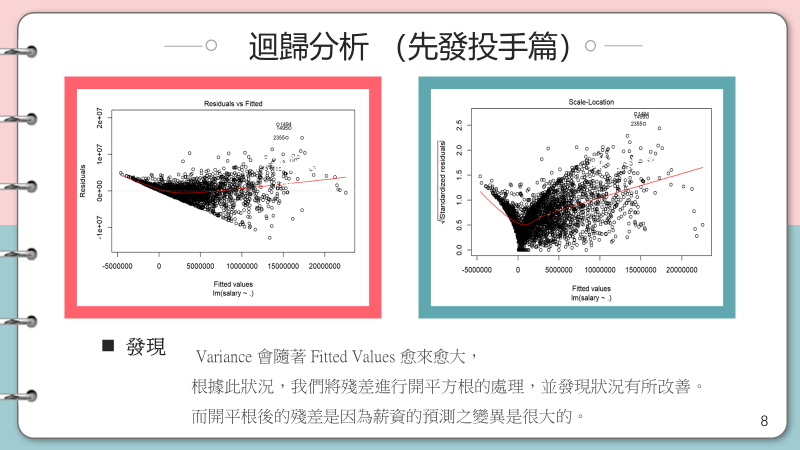 迴歸分析 （先發投手篇）
Residuals vs Fitted
Residuals
2e+07
1e+07
0e+00
-1e+07
2355
-5000000 0 5000000 10000000 15000000 20000000
Fitted values
lm(salary ~ .)
Scale-Location
√|Standardized residuals|
2.5
2.0
1.5
1.0
0.5
0.0
2355
-5000000 0 5000000 10000000 15000000 20000000
Fitted values
lm(salary ~ .)
■ 發現
Variance 會隨著 Fitted Values 愈來愈大，
根據此狀況，我們將殘差進行開平方根的處理，並發現狀況有所改善。
而開平根後的殘差是因為薪資的預測之變異是很大的。
8